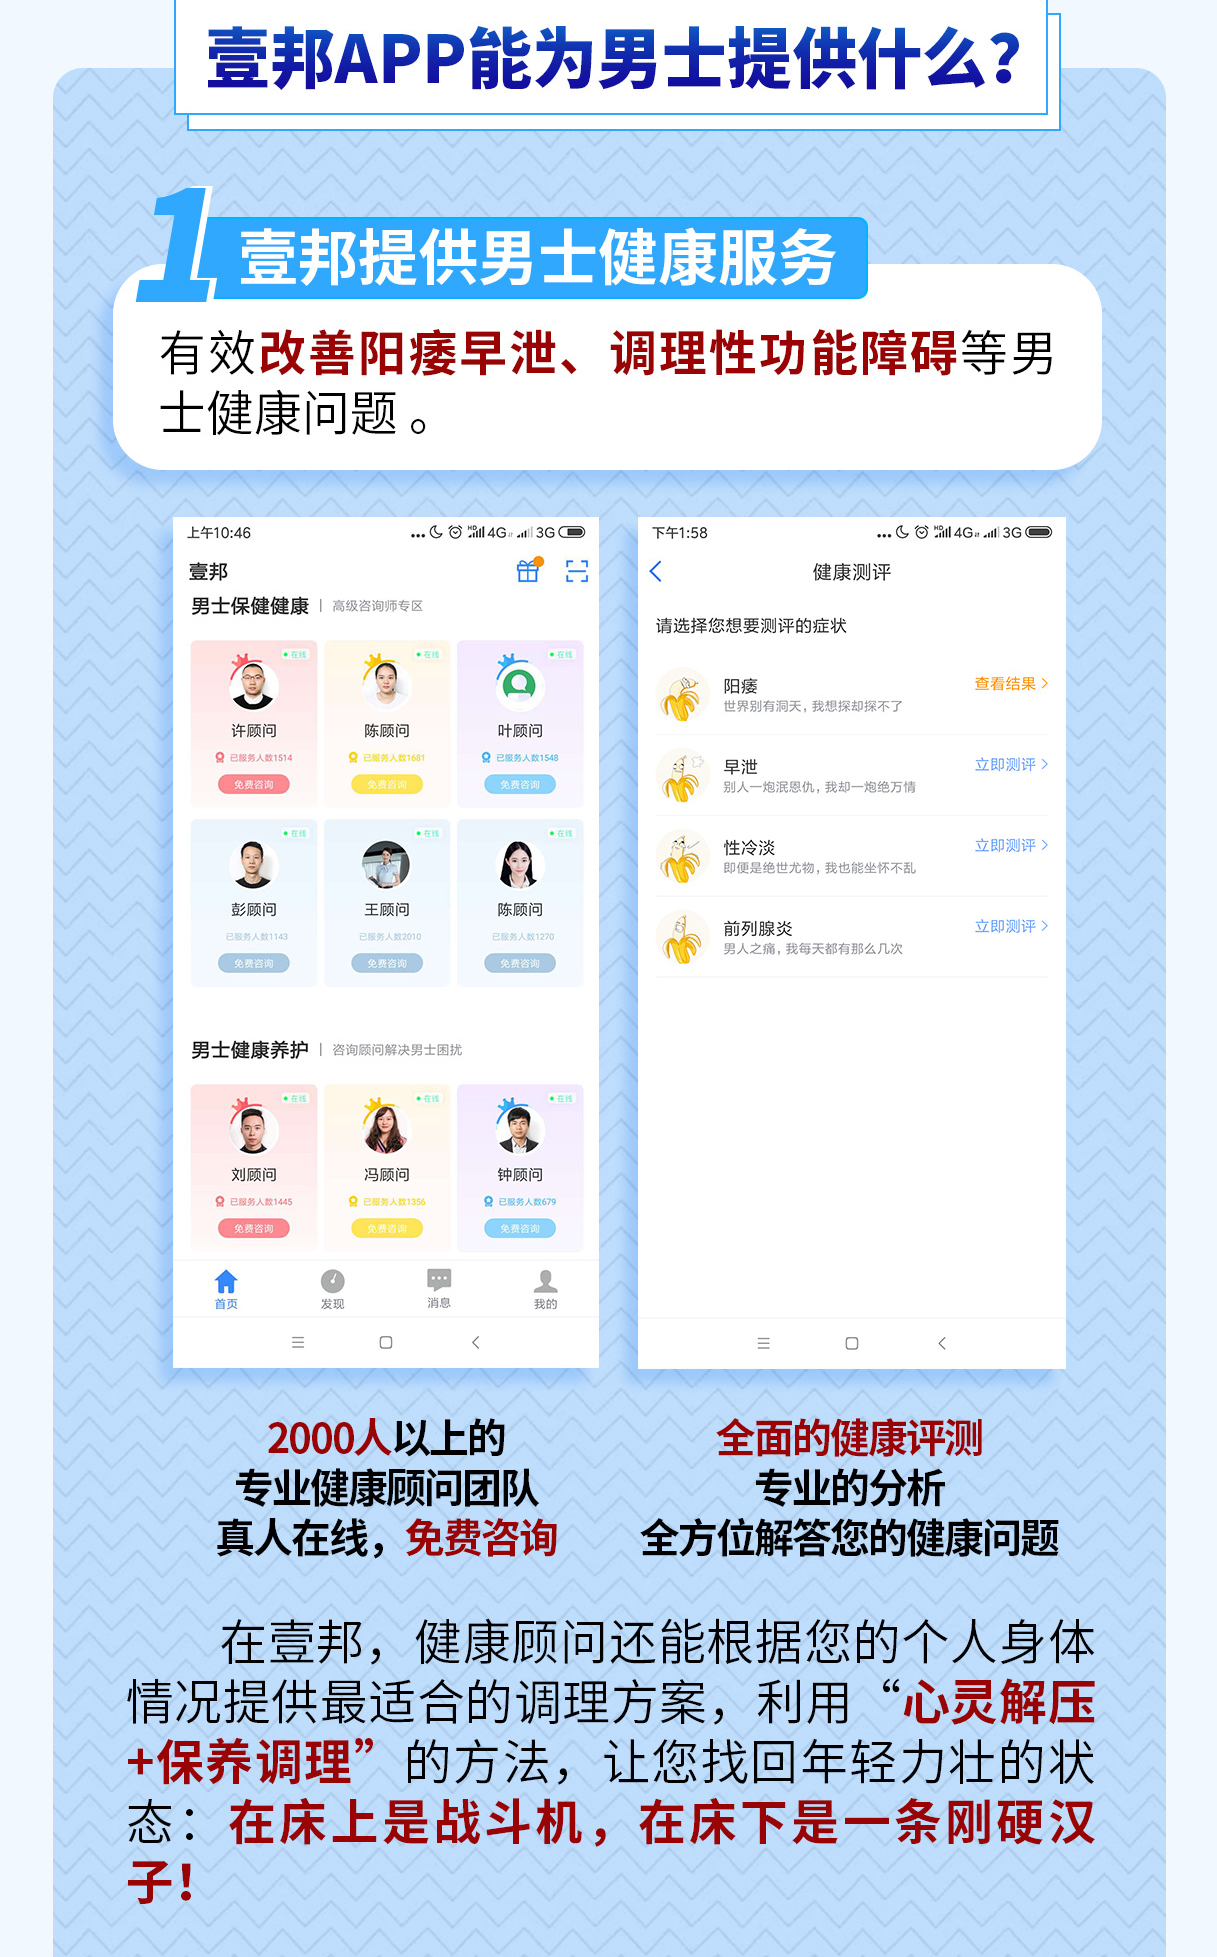 壹邦APP能为男士提供什么?
1 壹邦提供男士健康服务
有效改善阳痿早泄、调理性功能障碍等男
士健康问题。
上午10:46
HD 4G 3G
壹邦
男士保健健康 | 高级咨询师专区
在线 在线 在线
许顾问 陈顾问 叶顾问
已服务人数1514 已服务人数1681 已服务人数1548
免费咨询 免费咨询 免费咨询
在线 在线 在线
彭顾问 王顾问 陈顾问
已服务人数1143 已服务人数2010 已服务人数1270
免费咨询 免费咨询 免费咨询
男士健康养护 | 咨询顾问解决男士困扰
在线 在线 在线
刘顾问 冯顾问 钟顾问
已服务人数1445 已服务人数1356 已服务人数679
免费咨询 免费咨询 免费咨询
首页 发现 消息 我的
下午1:58
HD 4G 3G
健康测评
请选择您想要测评的症状
阳痿 查看结果
世界别有洞天,我想探却探不了
早泄 立即测评
别人一炮泯恩仇,我却一炮绝万情
性冷淡 立即测评
即便是绝世尤物,我也能坐怀不乱
前列腺炎 立即测评
男人之痛,我每天都有那么几次
2000人以上的
专业健康顾问团队
真人在线，免费咨询
全面的健康评测
专业的分析
全方位解答您的健康问题
在壹邦，健康顾问还能根据您的个人身体
情况提供最适合的调理方案，利用“心灵解压
+保养调理”的方法，让您找回年轻力壮的状
态：在床上是战斗机，在床下是一条刚硬汉
子！